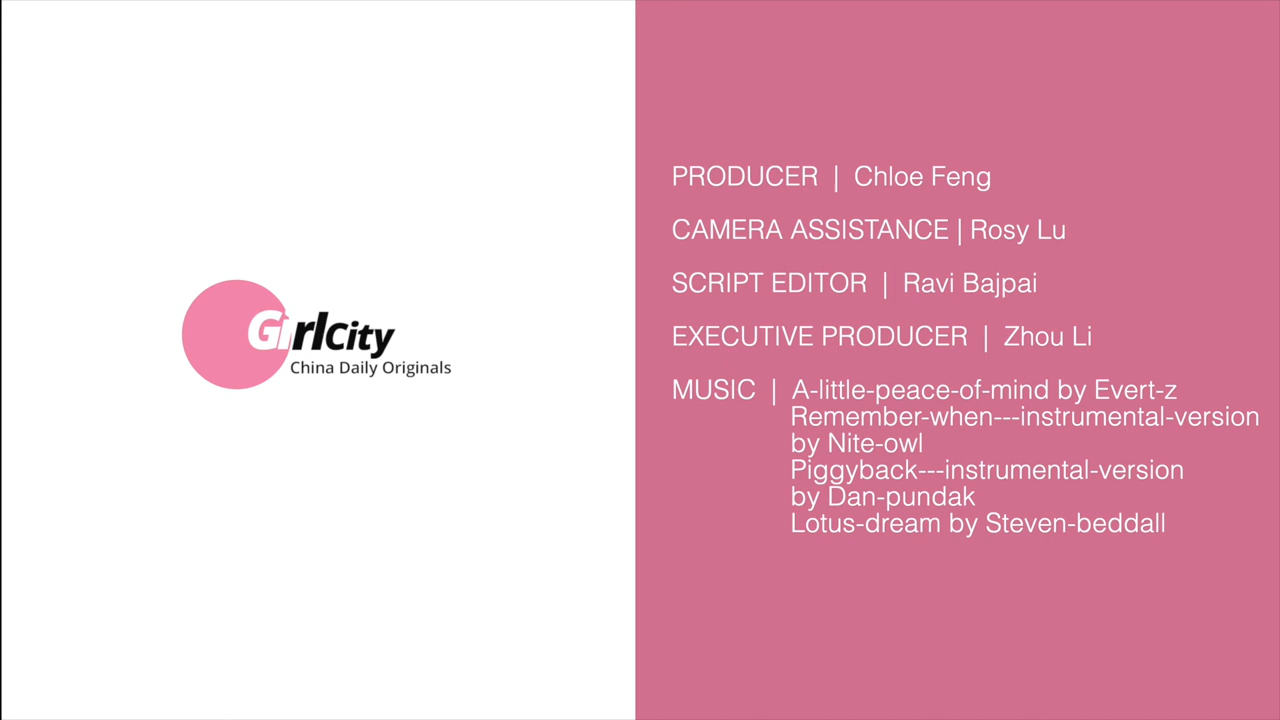 Girlcity
China Daily Originals
PRODUCER | Chloe Feng
CAMERA ASSISTANCE | Rosy Lu
SCRIPT EDITOR | Ravi Bajpai
EXECUTIVE PRODUCER | Zhou Li
MUSIC | A-little-peace-of-mind by Evert-z
Remember-when---instrumental-version
by Nite-owl
Piggyback---instrumental-version
by Dan-pundak
Lotus-dream by Steven-beddall